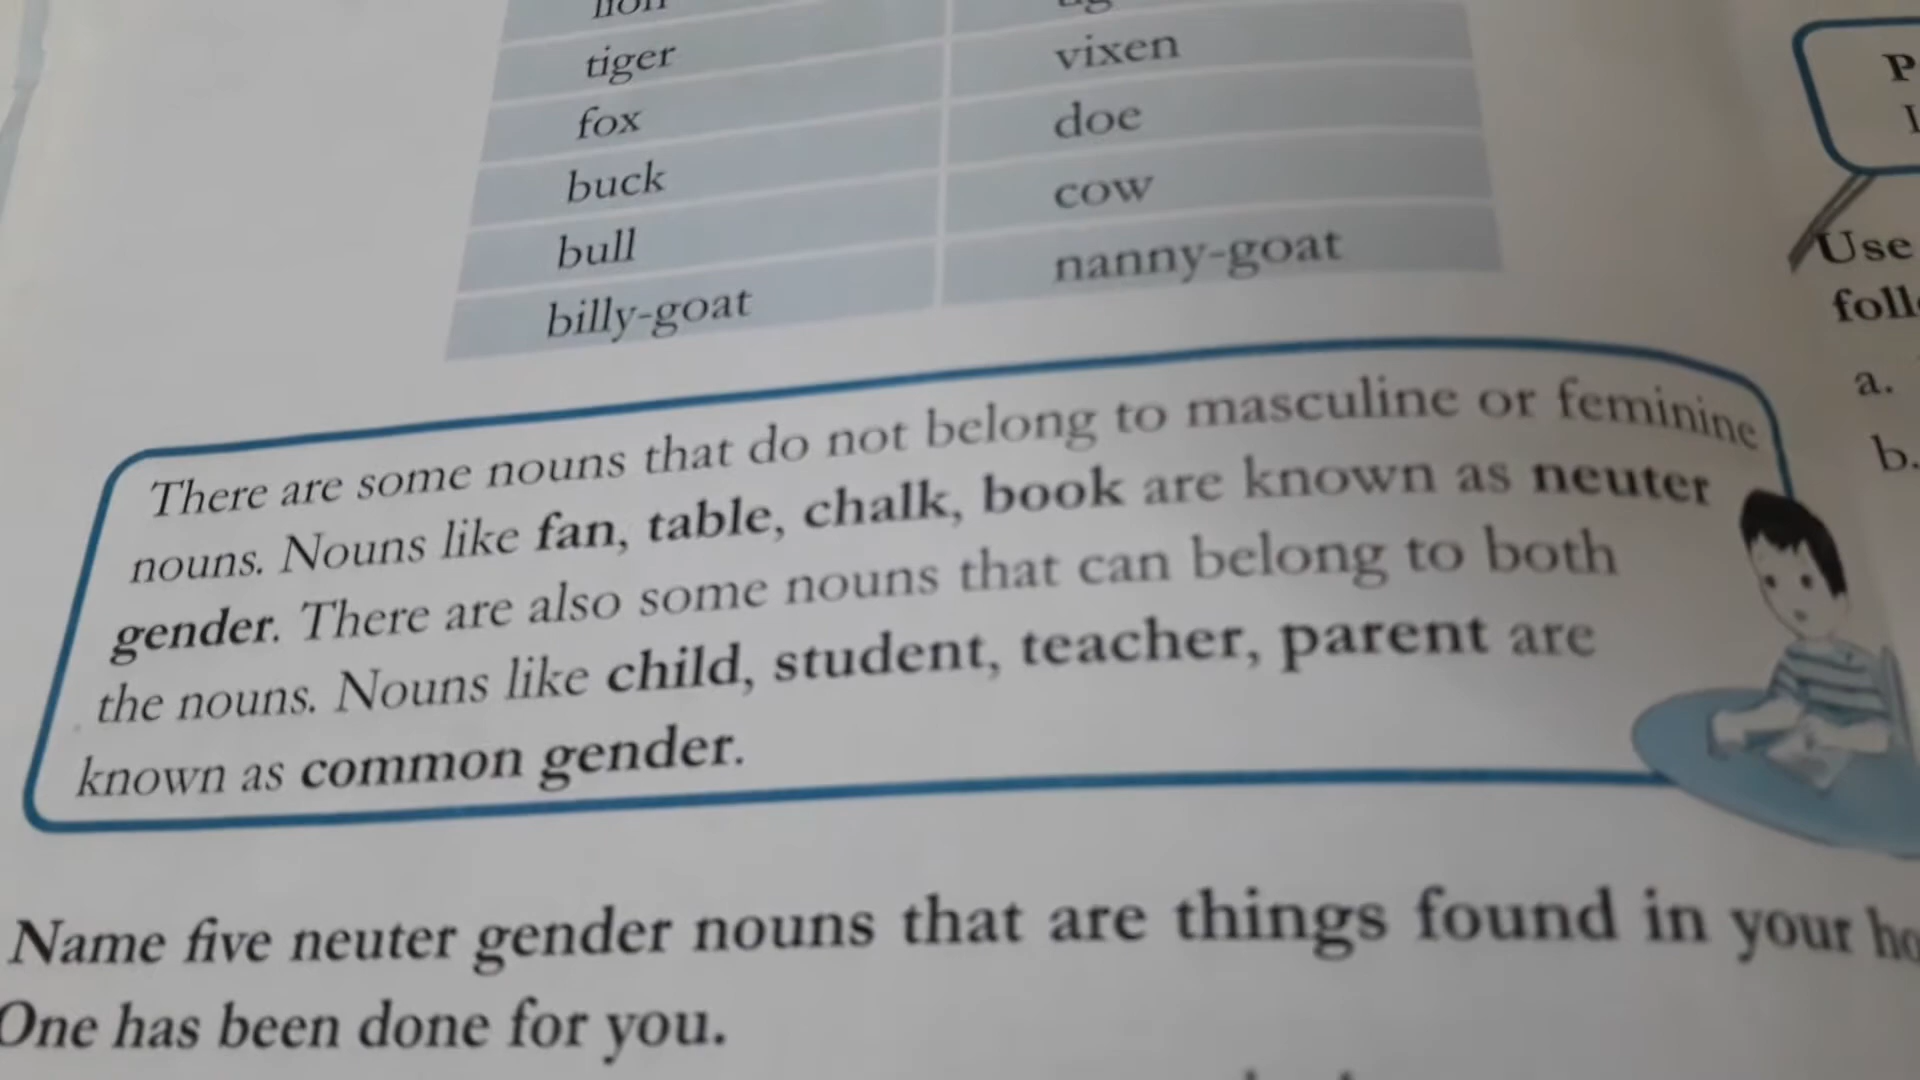 lion
tiger
vixen
fox
doe
buck
cow
bull
nanny-goat
billy-goat
There are some nouns that do not belong to masculine or feminine
nouns. Nouns like fan, table, chalk, book are known as neuter
gender. There are also some nouns that can belong to both
the nouns. Nouns like child, student, teacher, parent are
known as common gender.
Name five neuter gender nouns that are things found in your
One has been done for you.
P
Use
a.
b.